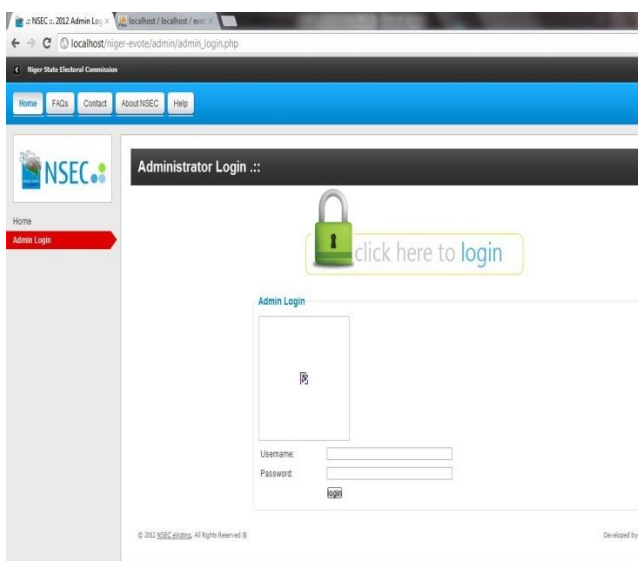 .:: NSEC ::. 2012 Admin Log
localhost / localhost / evot
localhost/niger-evote/admin/admin_login.php
Niger State Electoral Commission
Home FAQs Contact About NSEC Help
NSEC
Administrator Login .::
Home
Admin Login
click here to login
Admin Login
Username:
Password:
login
© 2012 NSEC eVoting. All Rights Reserved ®
Developed by